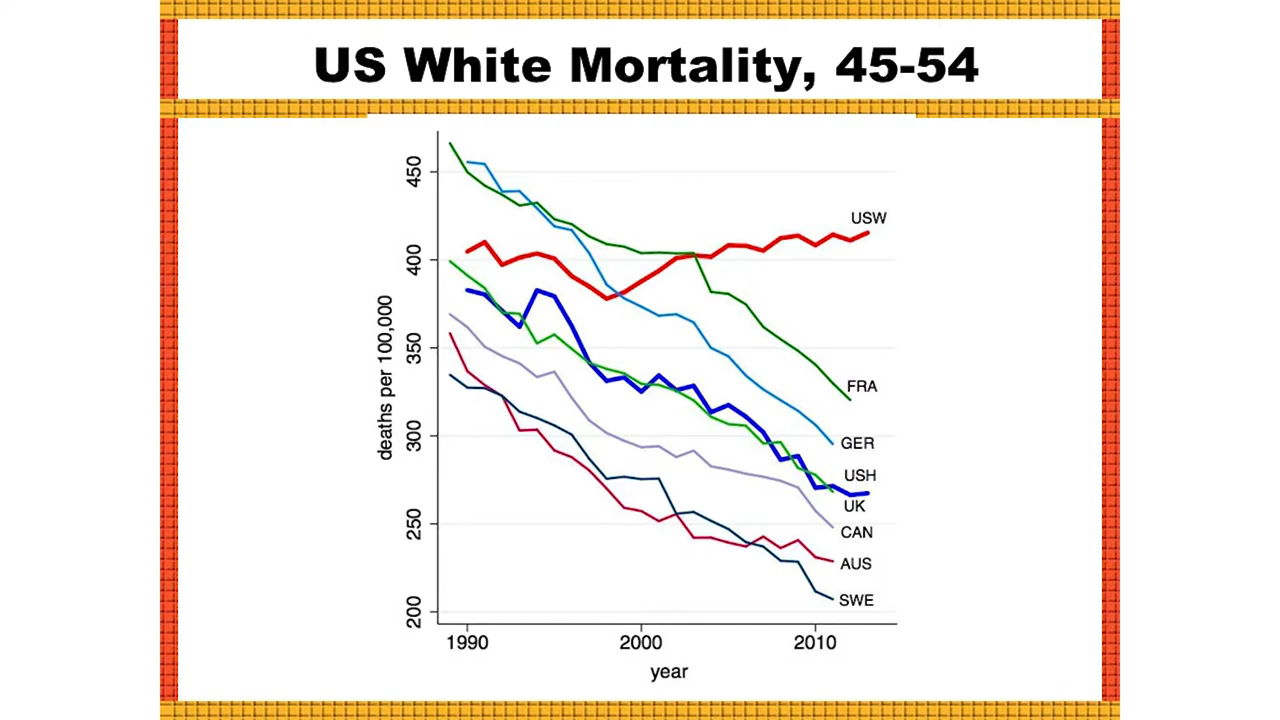 US White Mortality, 45-54
deaths per 100,000
450
400
350
300
250
200
USW
FRA
GER
USH
UK
CAN
AUS
SWE
1990 2000 2010
year